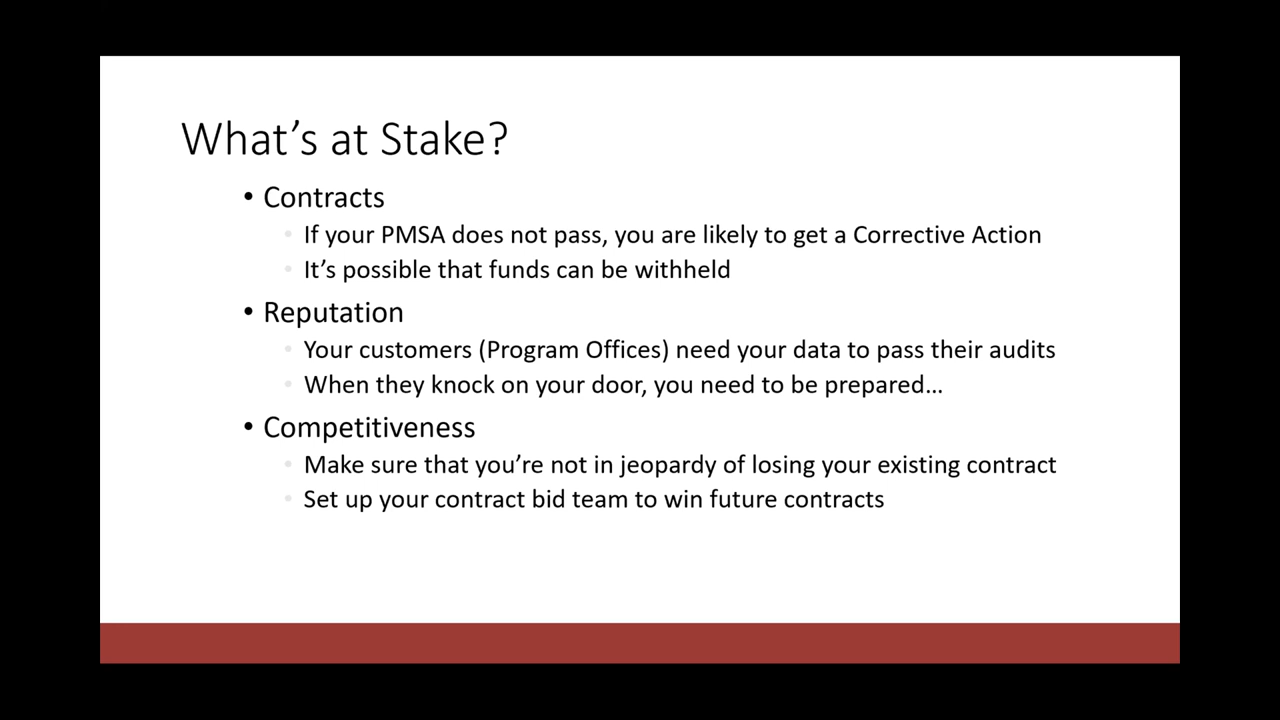 What’s at Stake?
• Contracts
• If your PMSA does not pass, you are likely to get a Corrective Action
• It’s possible that funds can be withheld
• Reputation
• Your customers (Program Offices) need your data to pass their audits
• When they knock on your door, you need to be prepared…
• Competitiveness
• Make sure that you’re not in jeopardy of losing your existing contract
• Set up your contract bid team to win future contracts